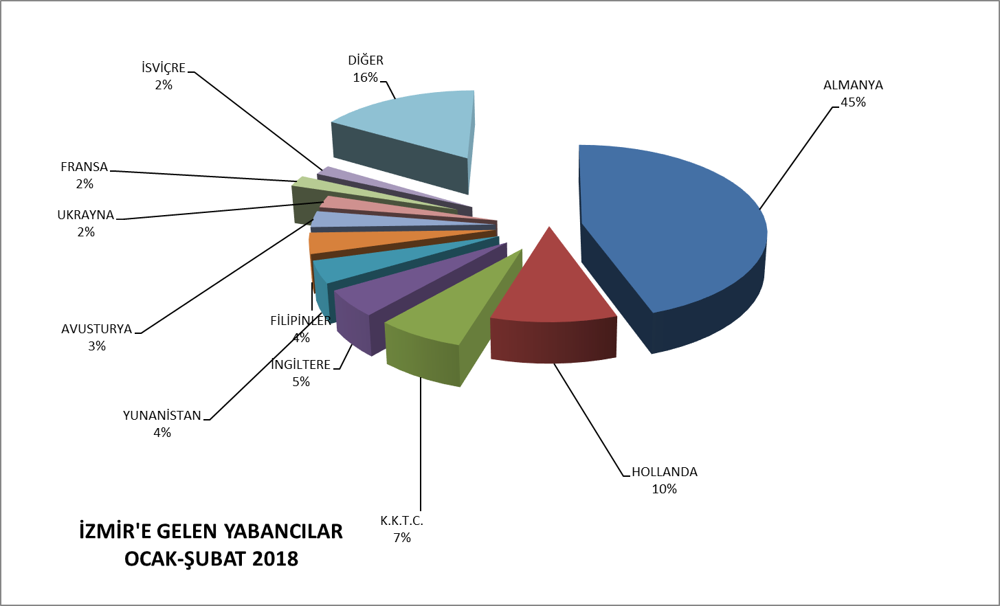 DİĞER
16%
İSVİÇRE
2%
ALMANYA
45%
FRANSA
2%
UKRAYNA
2%
FİLİPİNLER
4%
AVUSTURYA
3%
İNGİLTERE
5%
YUNANİSTAN
4%
HOLLANDA
10%
K.K.T.C.
7%
İZMİR'E GELEN YABANCILAR
OCAK-ŞUBAT 2018